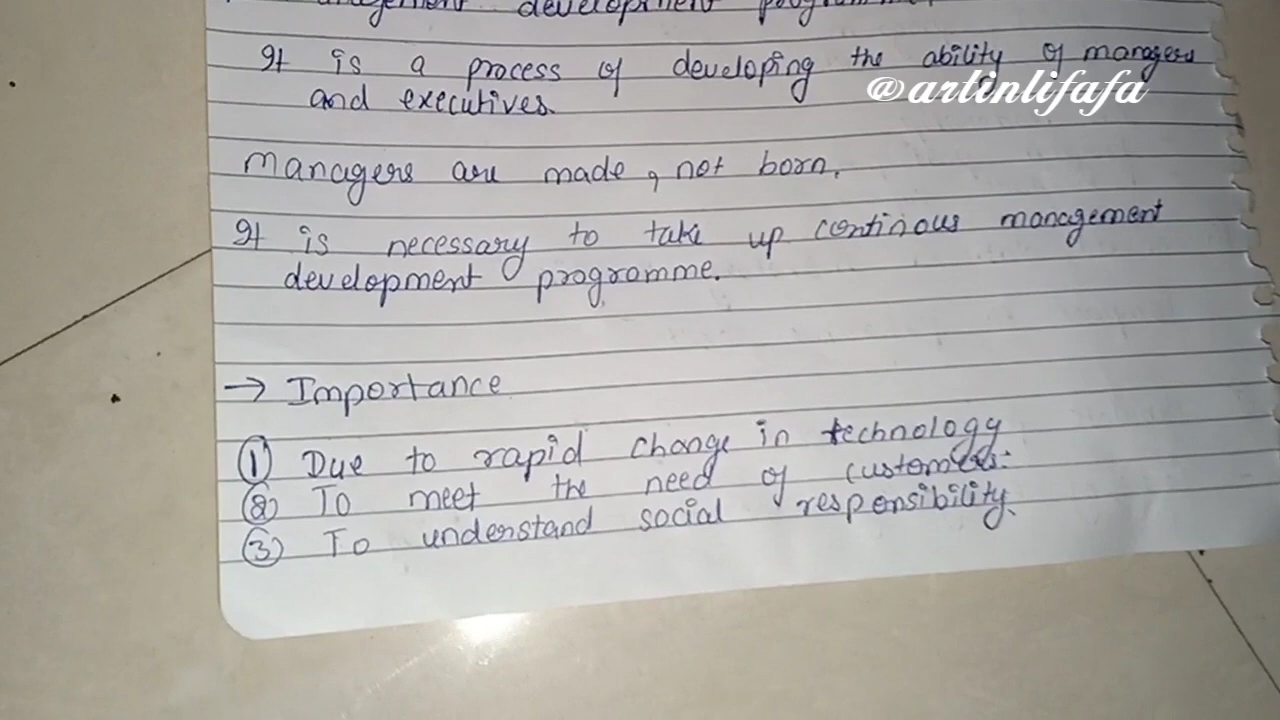 development programme
It is a process of developing the ability of managers
@artinlifafa
and executives.
Managers are made, not born.
It is necessary to take up continous management
development programme.
→ Importance
① Due to rapid change in technology
② To meet the need of customers.
③ To understand social responsibility.